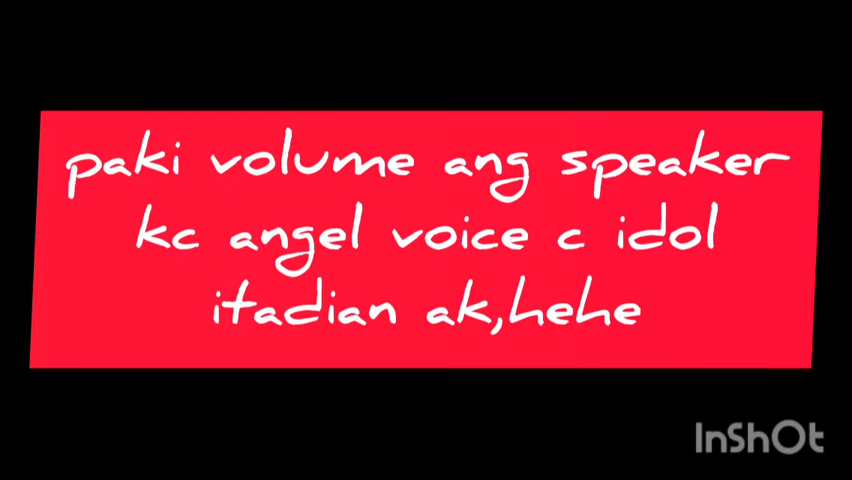 paki volume ang speaker
kc angel voice c idol
itadian ak,hehe
InShOt